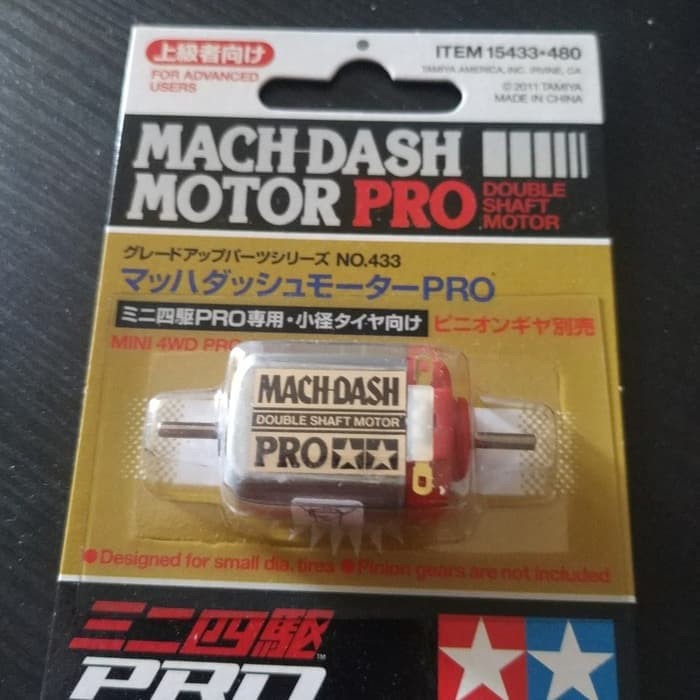 上級者向け
FOR ADVANCED
USERS
ITEM 15433•480
TAMIYA AMERICA, INC. IRVINE, CA
© 2011 TAMIYA
MADE IN CHINA
MACH-DASH
MOTOR PRO
DOUBLE
SHAFT
MOTOR
グレードアップパーツシリーズ NO.433
マッハダッシュモーターPRO
ミニ四駆PRO専用・小径タイヤ向け ピニオンギヤ別売
MINI 4WD PRO
MACH-DASH
DOUBLE SHAFT MOTOR
PRO
●Designed for small dia. tires ●Pinion gears are not included
ミニ四駆
PRO